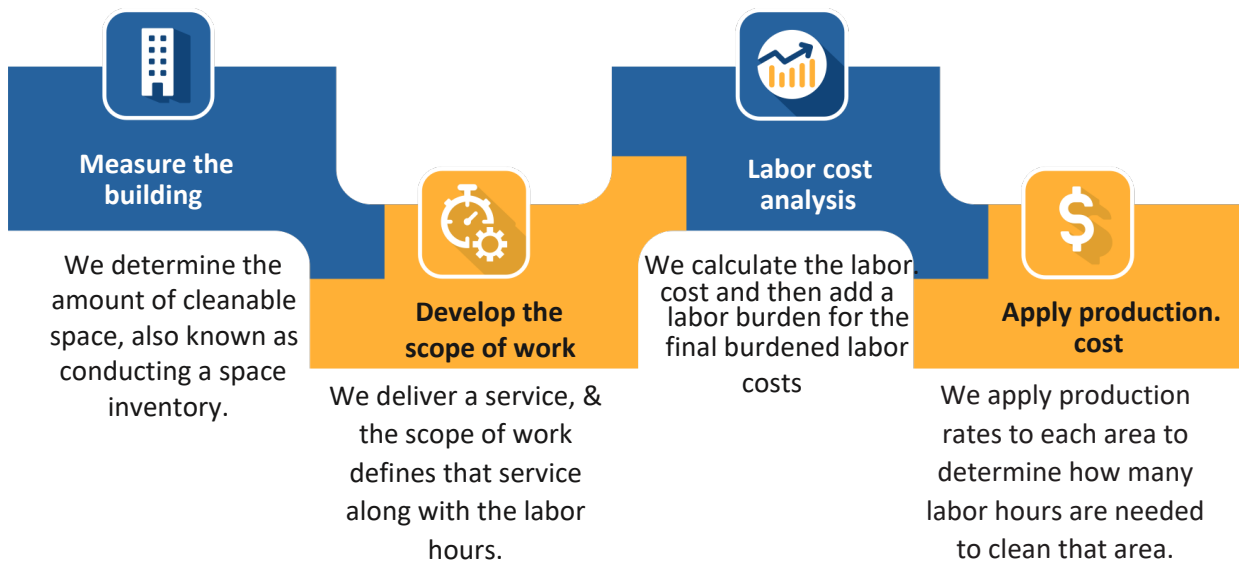 Measure the
building
We determine the
amount of cleanable
space, also known as
conducting a space
inventory.
Develop the
scope of work
We deliver a service, &
the scope of work
defines that service
along with the labor
hours.
Labor cost
analysis
We calculate the labor.
cost and then add a
labor burden for the
final burdened labor
costs
$
Apply production.
cost
We apply production
rates to each area to
determine how many
labor hours are needed
to clean that area.